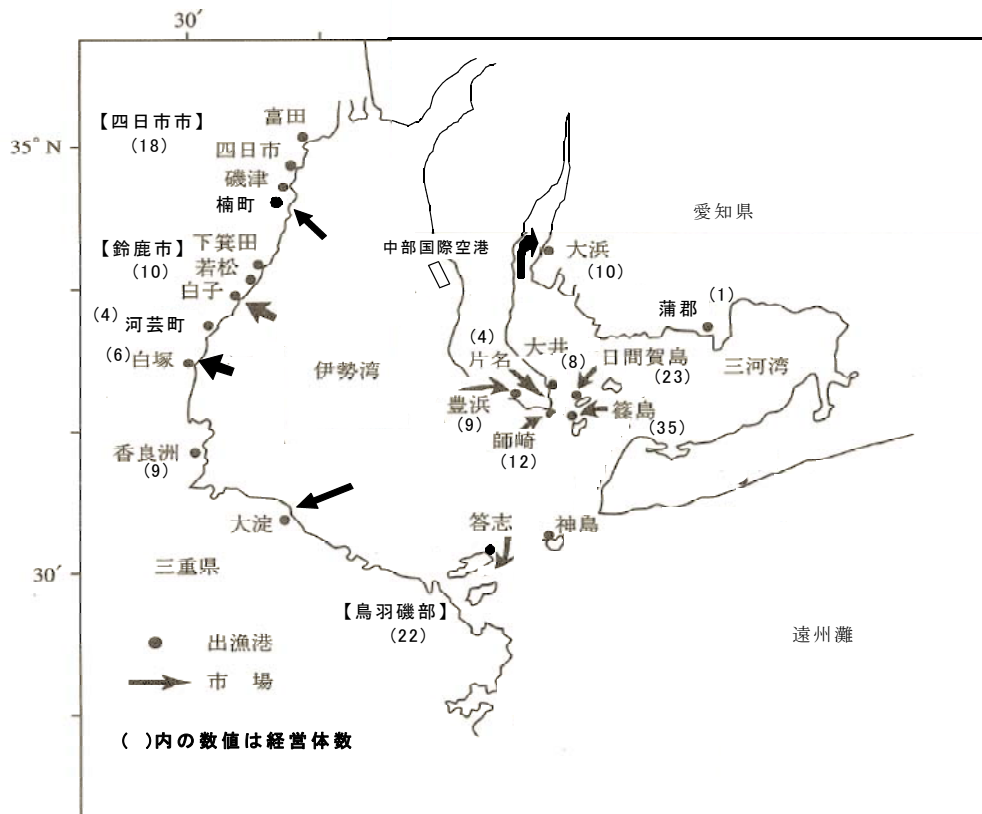 30′
35°N
【四日市市】
(18)
富田
四日市
磯津
楠町
【鈴鹿市】
(10)
下箕田
若松
白子
(4)
河芸町
(6)
白塚
香良洲
(9)
大淀
三重県
伊勢湾
中部国際空港
愛知県
大浜
(10)
蒲郡
(1)
三河湾
(4)
片名
大井
(8)
日間賀島
(23)
豊浜
(9)
師崎
(12)
篠島
(35)
答志
神島
30′
【鳥羽磯部】
(22)
遠州灘
出漁港
市 場
( )内の数値は経営体数